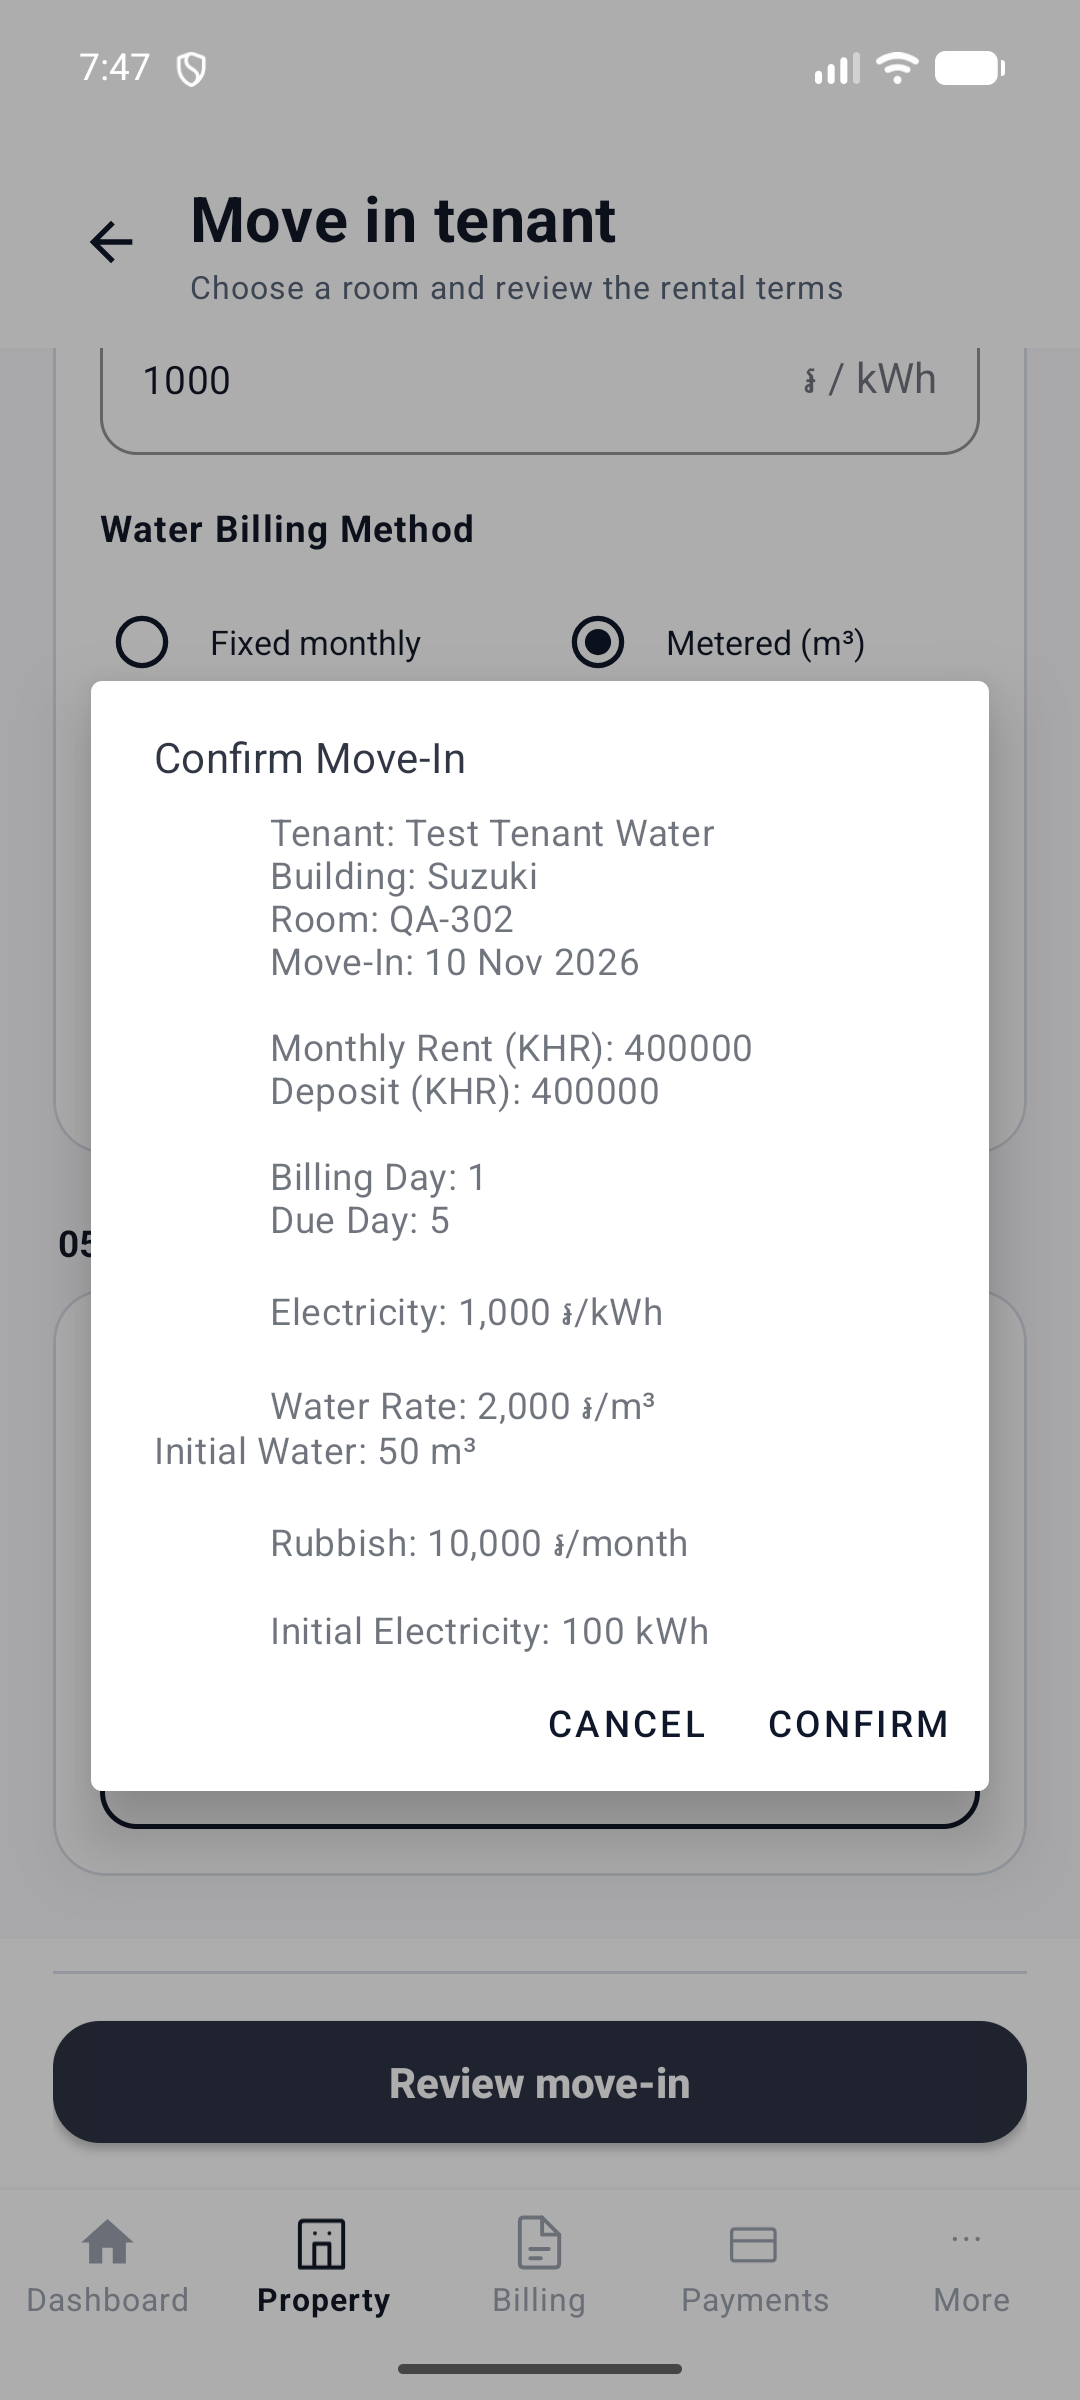 7:47
Move in tenant
Choose a room and review the rental terms
1000 ៛ / kWh
Water Billing Method
Fixed monthly Metered (m³)
Confirm Move-In
Tenant: Test Tenant Water
Building: Suzuki
Room: QA-302
Move-In: 10 Nov 2026
Monthly Rent (KHR): 400000
Deposit (KHR): 400000
Billing Day: 1
Due Day: 5
05
Electricity: 1,000 ៛/kWh
Water Rate: 2,000 ៛/m³
Initial Water: 50 m³
Rubbish: 10,000 ៛/month
Initial Electricity: 100 kWh
CANCEL CONFIRM
Review move-in
Dashboard Property Billing Payments More